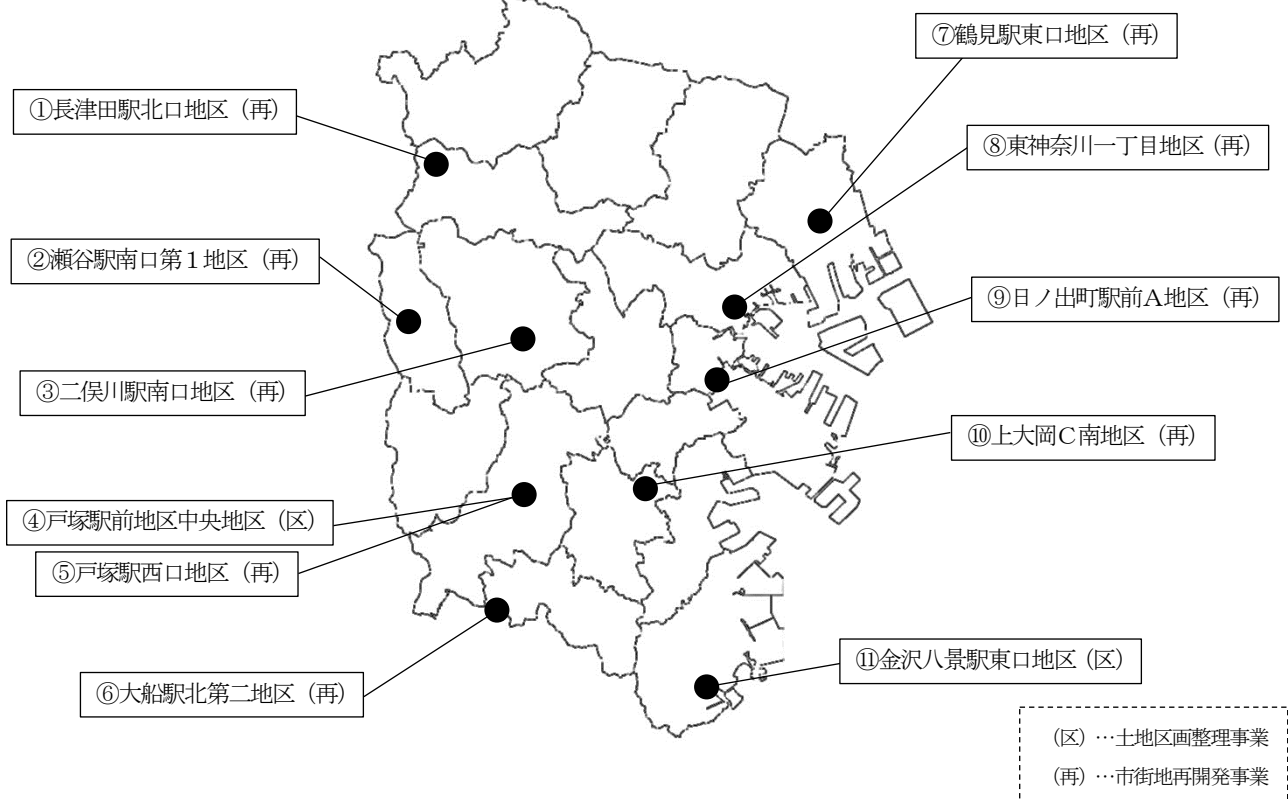 ①長津田駅北口地区（再）
②瀬谷駅南口第１地区（再）
③二俣川駅南口地区（再）
④戸塚駅前地区中央地区（区）
⑤戸塚駅西口地区（再）
⑥大船駅北第二地区（再）
⑦鶴見駅東口地区（再）
⑧東神奈川一丁目地区（再）
⑨日ノ出町駅前Ａ地区（再）
⑩上大岡Ｃ南地区（再）
⑪金沢八景駅東口地区（区）
（区）…土地区画整理事業
（再）…市街地再開発事業